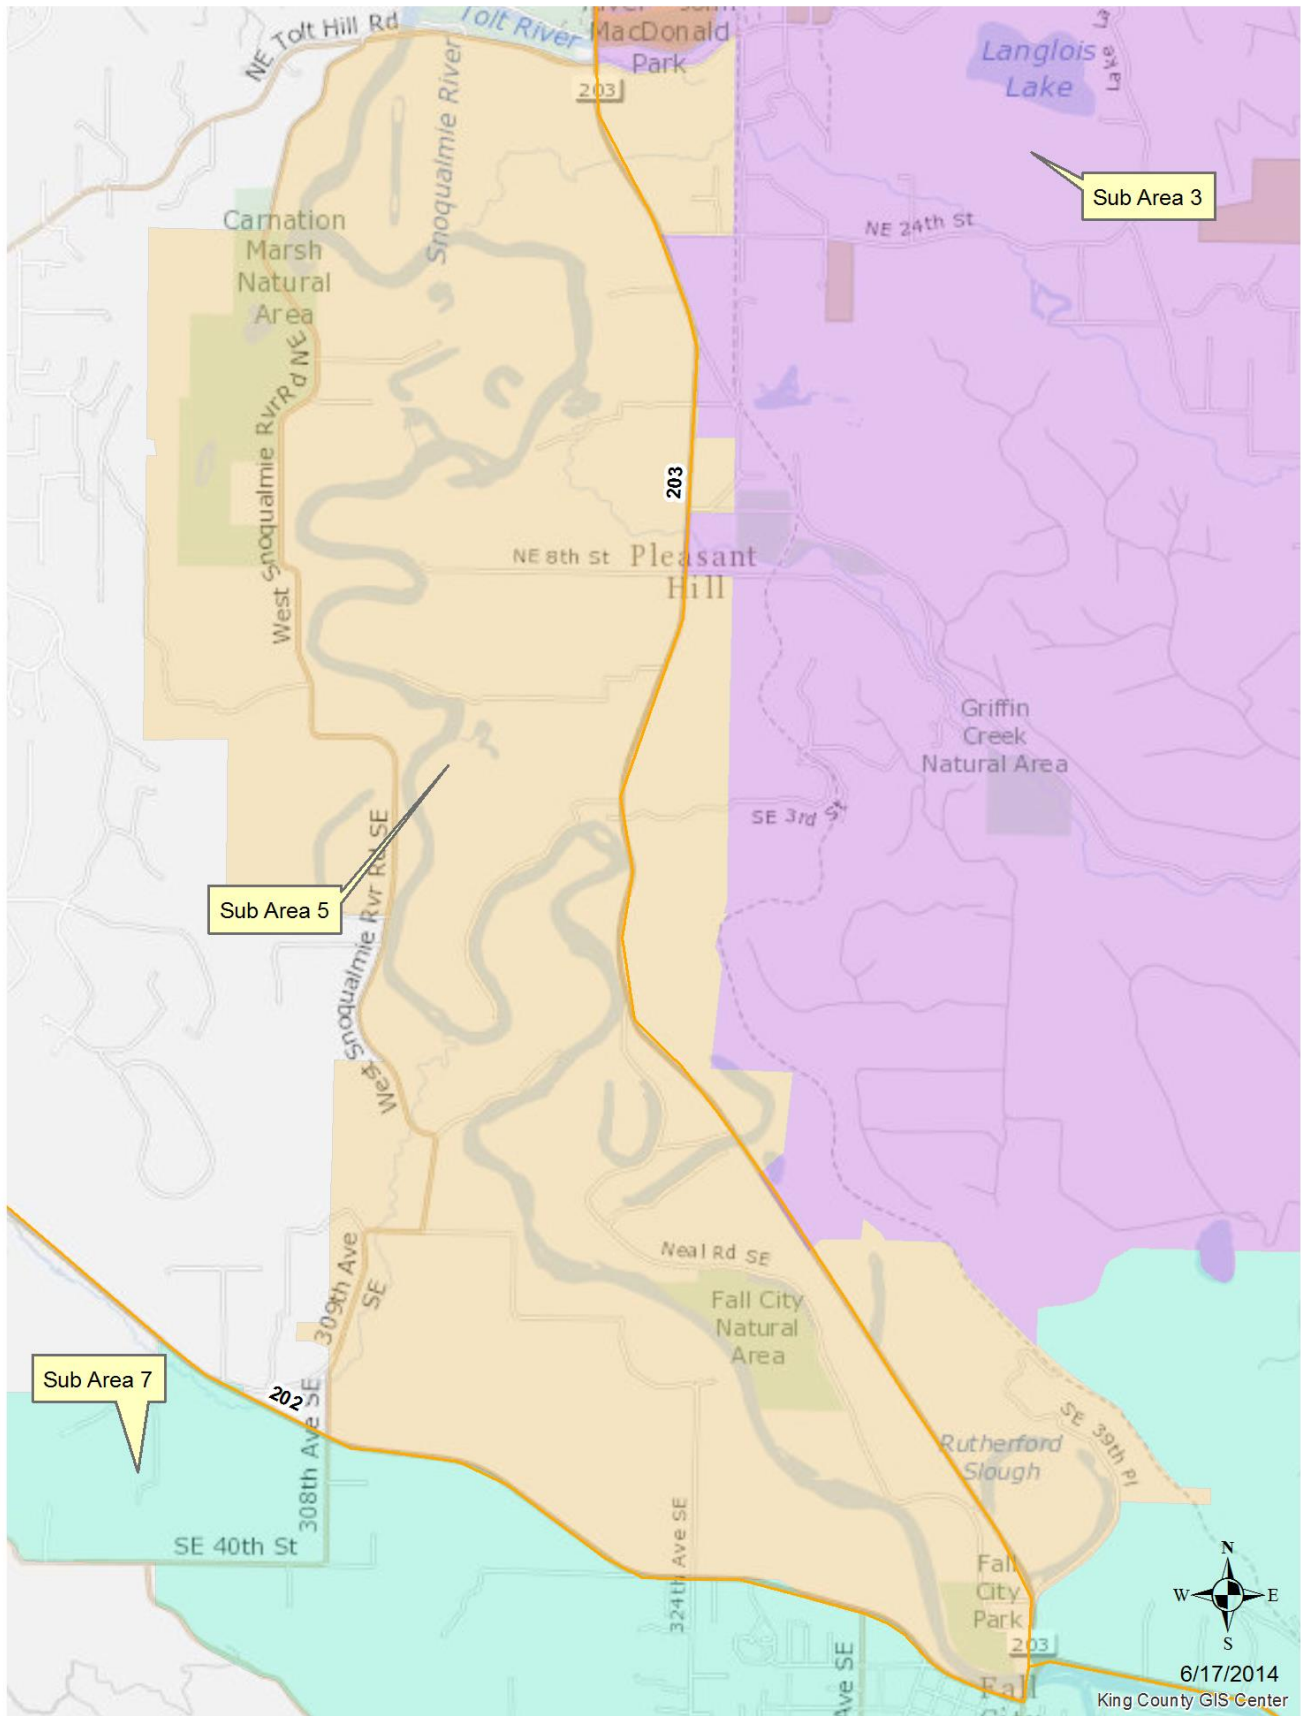 NE Tolt Hill Rd
Tolt River
MacDonald
Park
203
Snoqualmie River
Langlois
Lake
Lake
Sub Area 3
NE 24th St
Carnation
Marsh
Natural
Area
West Snoqualmie Rvr Rd NE
203
NE 8th St
Pleasant
Hill
Griffin
Creek
Natural Area
SE 3rd St
Sub Area 5
West Snoqualmie Rvr Rd SE
309th Ave
SE
Neal Rd SE
Fall City
Natural
Area
Sub Area 7
202
308th Ave SE
SE 40th St
324th Ave SE
Rutherford
Slough
SE 39th Pl
Fall
City
Park
203
Fall
Ave SE
N
W
E
S
6/17/2014
King County GIS Center